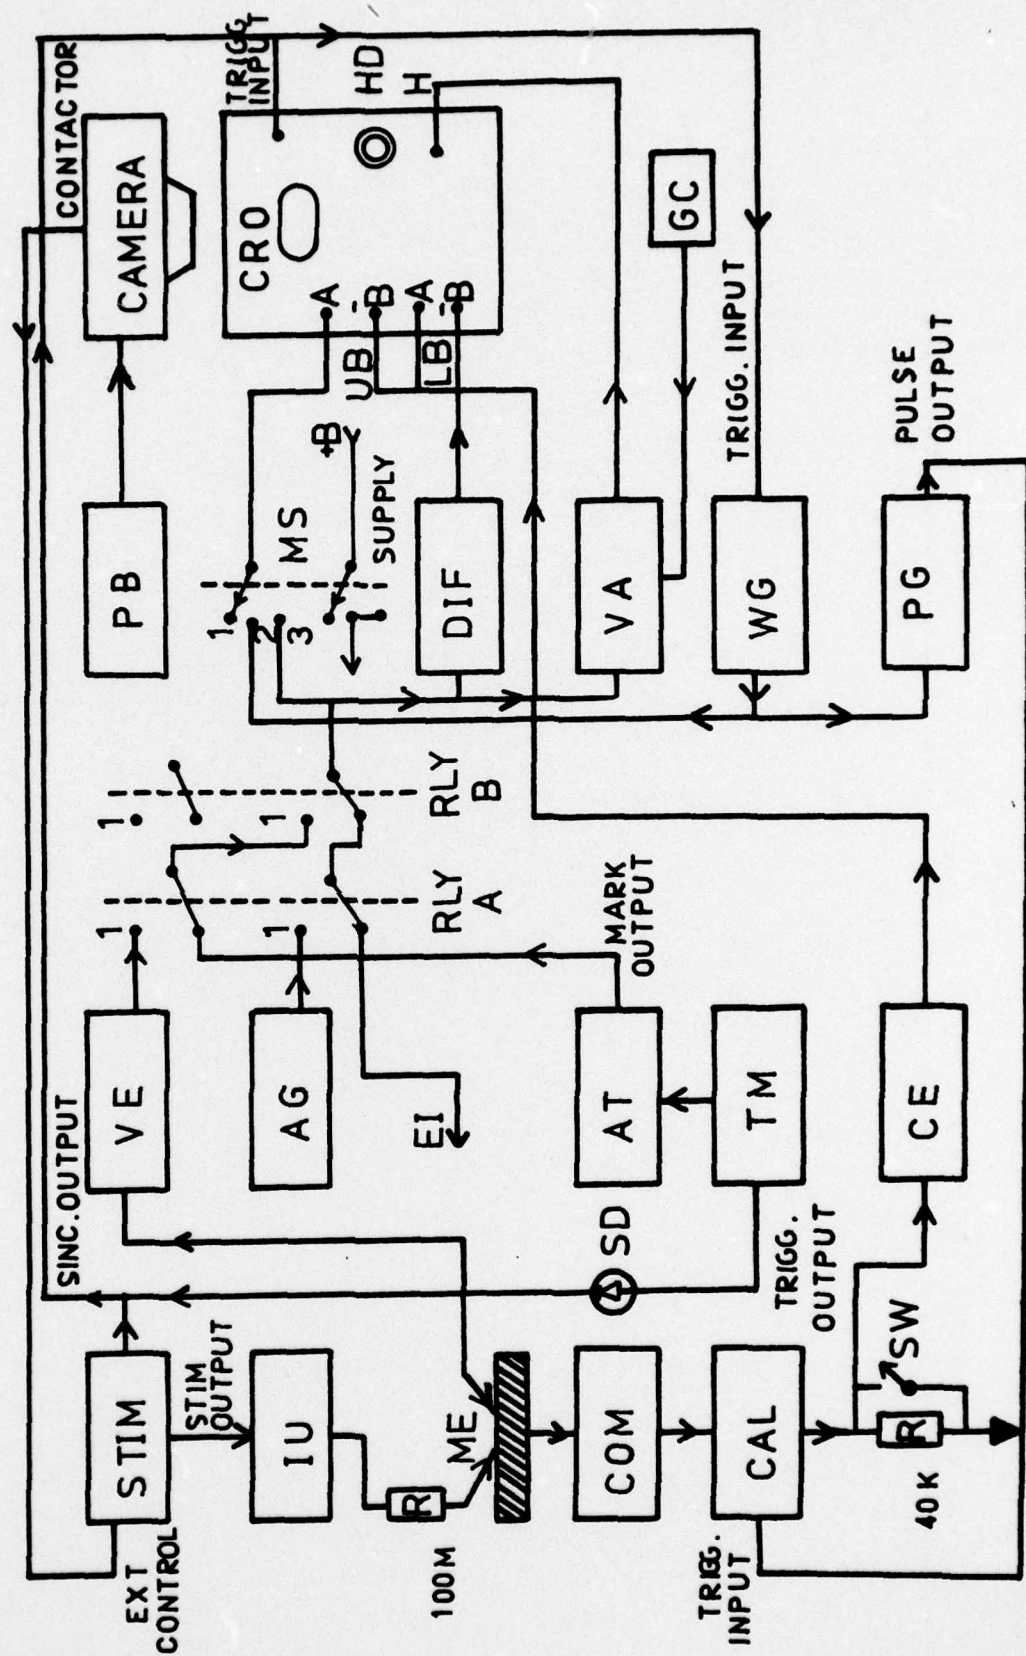 EXT
CONTROL
STIM
SINC. OUTPUT
STIM
OUTPUT
IU
R
100M
ME
COM
TRIGG.
INPUT
CAL
TRIGG.
OUTPUT
R
40K
SW
VE
AG
EI
AT
SD
TM
CE
MARK
OUTPUT
1
1
RLY
A
1
1
RLY
B
PB
1
2
3
MS
+B
SUPPLY
1
DIF
VA
WG
PG
TRIGG. INPUT
PULSE
OUTPUT
CONTACTOR
CAMERA
TRIGG
INPUT
CRO
A
-B
A
-B
UB
LB
HD
H
GC